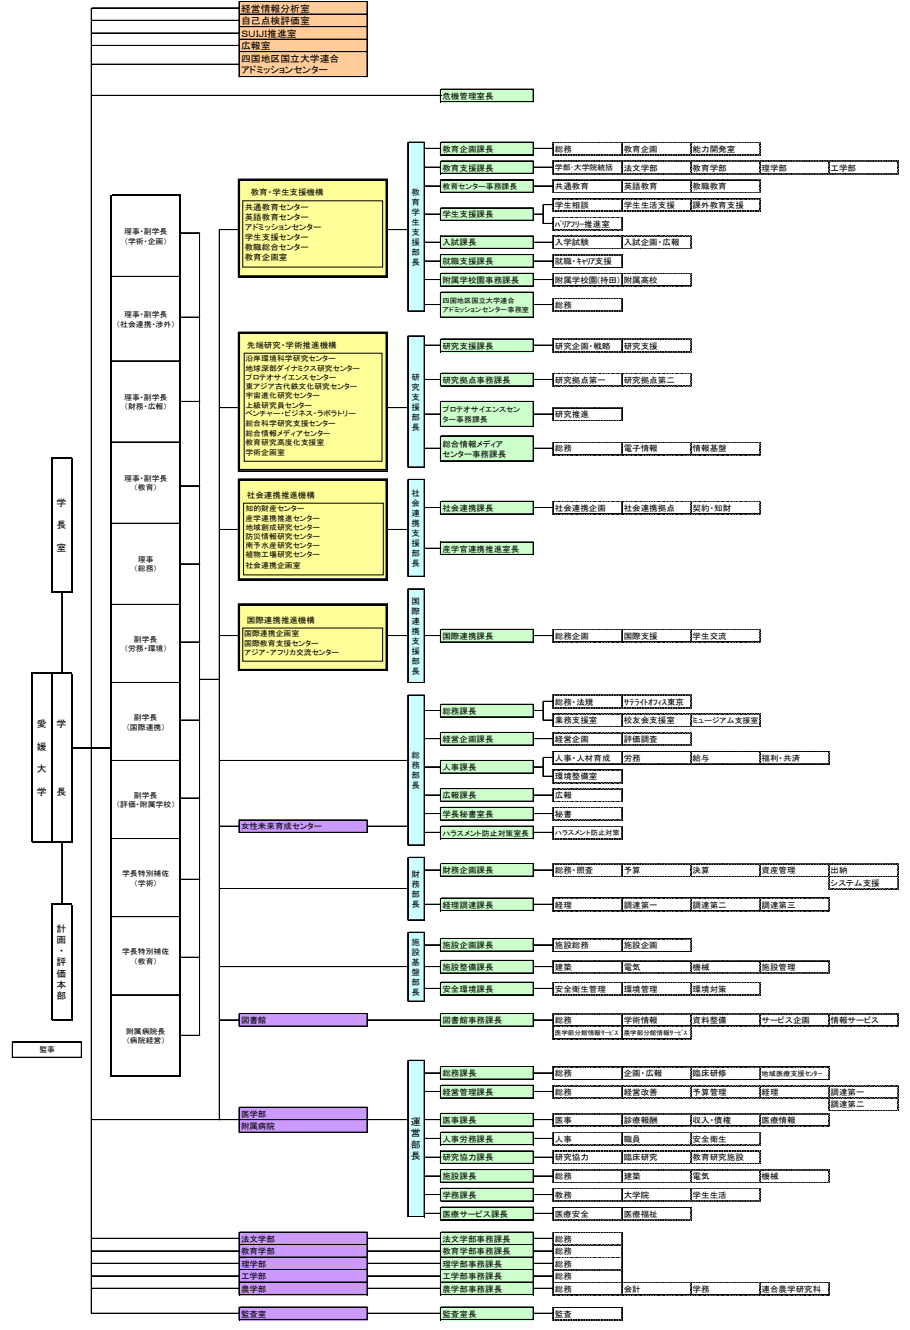 経営情報分析室
自己点検評価室
SUIJI推進室
広報室
四国地区国立大学連合
アドミッションセンター
危機管理室長
愛媛大学
学長
学長室
計画・評価本部
監事
理事・副学長
(学術・企画)
理事・副学長
(社会連携・渉外)
理事・副学長
(財務・広報)
理事・副学長
(教育)
理事
(総務)
副学長
(労務・環境)
副学長
(国際連携)
副学長
(評価・附属学校)
学長特別補佐
(学術)
学長特別補佐
(教育)
附属病院長
(病院経営)
教育・学生支援機構
共通教育センター
英語教育センター
アドミッションセンター
学生支援センター
教職総合センター
教育企画室
教育学生支援部長
教育企画課長 総務 教育企画 能力開発室
教育支援課長 学部・大学院統括 法文学部 教育学部 理学部 工学部
教育センター事務課長 共通教育 英語教育 教職教育
学生支援課長 学生相談 学生生活支援 課外教育支援
バリアフリー推進室
入試課長 入学試験 入試企画・広報
就職支援課長 就職・キャリア支援
附属学校園事務課長 附属学校園(持田) 附属高校
四国地区国立大学連合
アドミッションセンター事務室 総務
先端研究・学術推進機構
沿岸環境科学研究センター
地球深部ダイナミクス研究センター
プロテオサイエンスセンター
東アジア古代鉄文化研究センター
宇宙進化研究センター
上級研究員センター
ベンチャー・ビジネス・ラボラトリー
総合科学研究支援センター
総合情報メディアセンター
教育研究高度化支援室
学術企画室
研究支援部長
研究支援課長 研究企画・戦略 研究支援
研究拠点事務課長 研究拠点第一 研究拠点第二
プロテオサイエンスセン
ター事務課長 研究推進
総合情報メディア
センター事務課長 総務 電子情報 情報基盤
社会連携推進機構
知的財産センター
産学連携推進センター
地域創成研究センター
防災情報研究センター
南予水産研究センター
植物工場研究センター
社会連携企画室
社会連携支援部長
社会連携課長 社会連携企画 社会連携拠点 契約・知財
産学官連携推進室長
国際連携推進機構
国際連携企画室
国際教育支援センター
アジア・アフリカ交流センター
国際連携支援部長
国際連携課長 総務企画 国際支援 学生交流
総務部長
総務課長 総務・法規 サテライトオフィス東京
業務支援室 校友会支援室 ミュージアム支援室
経営企画課長 経営企画 評価調査
人事課長 人事・人材育成 労務 給与 福利・共済
環境整備室
広報課長 広報
学長秘書室長 秘書
女性未来育成センター
ハラスメント防止対策室長 ハラスメント防止対策
財務部長
財務企画課長 総務・照査 予算 決算 資産管理 出納
システム支援
経理調達課長 経理 調達第一 調達第二 調達第三
施設基盤部長
施設企画課長 施設総務 施設企画
施設整備課長 建築 電気 機械 施設管理
安全環境課長 安全衛生管理 環境管理 環境対策
図書館 図書館事務課長 総務 学術情報 資料整備 サービス企画 情報サービス
医学部分館情報サービス 農学部分館情報サービス
医学部
附属病院
運営部長
総務課長 総務 企画・広報 臨床研修 地域医療支援センター
経営管理課長 総務 経営改善 予算管理 経理 調達第一
調達第二
医事課長 医事 診療報酬 収入・債権 医療情報
人事労務課長 人事 職員 安全衛生
研究協力課長 研究協力 臨床研究 教育研究施設
施設課長 総務 建築 電気 機械
学務課長 教務 大学院 学生生活
医療サービス課長 医療安全 医療福祉
法文学部 法文学部事務課長 総務
教育学部 教育学部事務課長 総務
理学部 理学部事務課長 総務
工学部 工学部事務課長 総務
農学部 農学部事務課長 総務 会計 学務 連合農学研究科
監査室 監査室長 監査